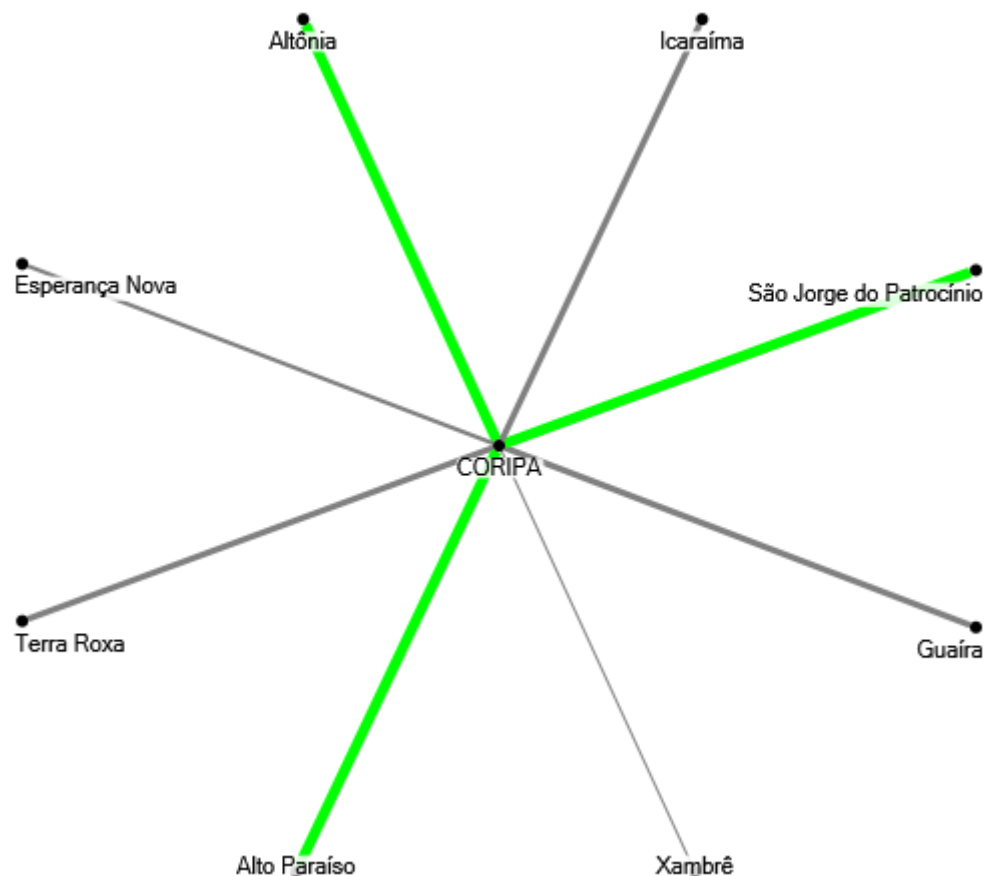 Altônia
Icaraíma
Esperança Nova
São Jorge do Patrocínio
CORIPA
Terra Roxa
Guaíra
Alto Paraíso
Xambrê